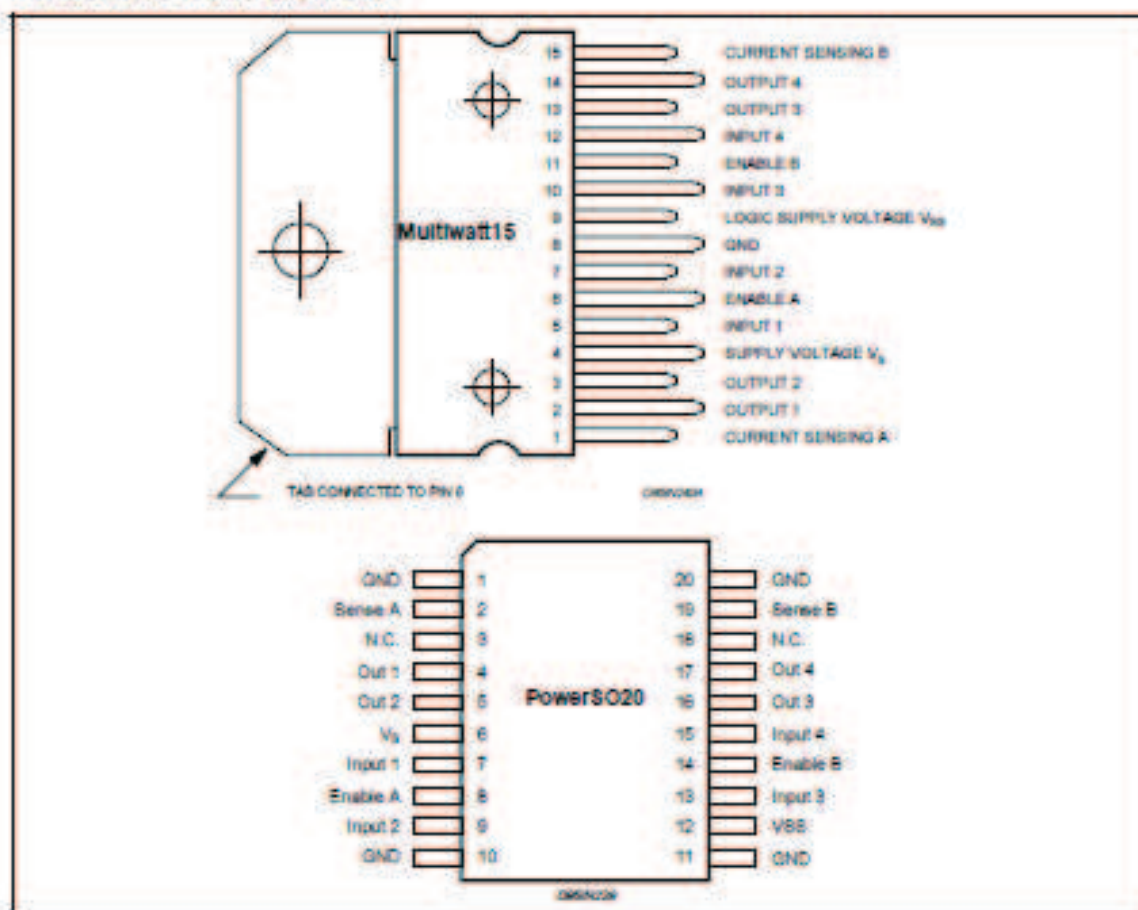 15 CURRENT SENSING B
14 OUTPUT 4
13 OUTPUT 3
12 INPUT 4
11 ENABLE B
10 INPUT 3
9 LOGIC SUPPLY VOLTAGE VSS
8 GND
7 INPUT 2
6 ENABLE A
5 INPUT 1
4 SUPPLY VOLTAGE VS
3 OUTPUT 2
2 OUTPUT 1
1 CURRENT SENSING A
Multiwatt15
TAB CONNECTED TO PIN 8
GND 1 20 GND
Sense A 2 19 Sense B
N.C. 3 18 N.C.
Out 1 4 17 Out 4
Out 2 5 16 Out 3
PowerSO20
VS 6 15 Input 4
Input 1 7 14 Enable B
Enable A 8 13 Input 3
Input 2 9 12 VSS
GND 10 11 GND